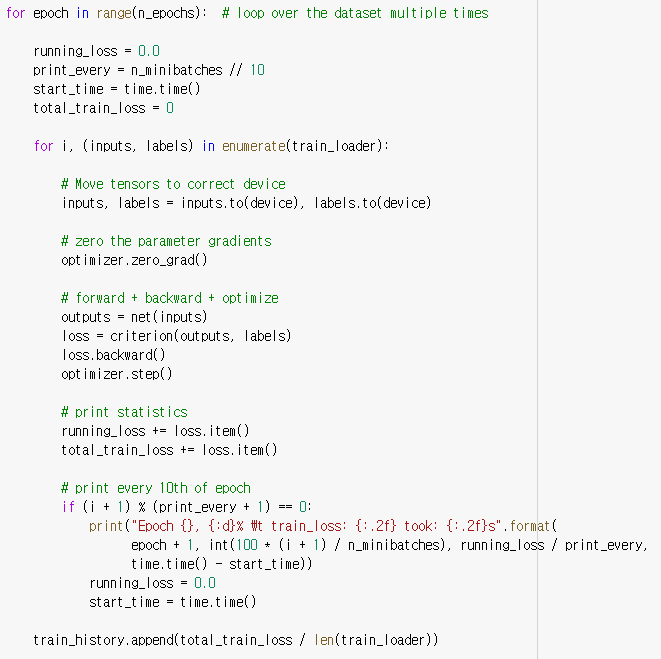 for epoch in range(n_epochs):  # loop over the dataset multiple times
    running_loss = 0.0
    print_every = n_minibatches // 10
    start_time = time.time()
    total_train_loss = 0
    for i, (inputs, labels) in enumerate(train_loader):
        # Move tensors to correct device
        inputs, labels = inputs.to(device), labels.to(device)
        # zero the parameter gradients
        optimizer.zero_grad()
        # forward + backward + optimize
        outputs = net(inputs)
        loss = criterion(outputs, labels)
        loss.backward()
        optimizer.step()
        # print statistics
        running_loss += loss.item()
        total_train_loss += loss.item()
        # print every 10th of epoch
        if (i + 1) % (print_every + 1) == 0:
            print("Epoch {}, {:d}% ₩t train_loss: {:.2f} took: {:.2f}s".format(
                  epoch + 1, int(100 * (i + 1) / n_minibatches), running_loss / print_every,
                  time.time() - start_time))
            running_loss = 0.0
            start_time = time.time()
    train_history.append(total_train_loss / len(train_loader))